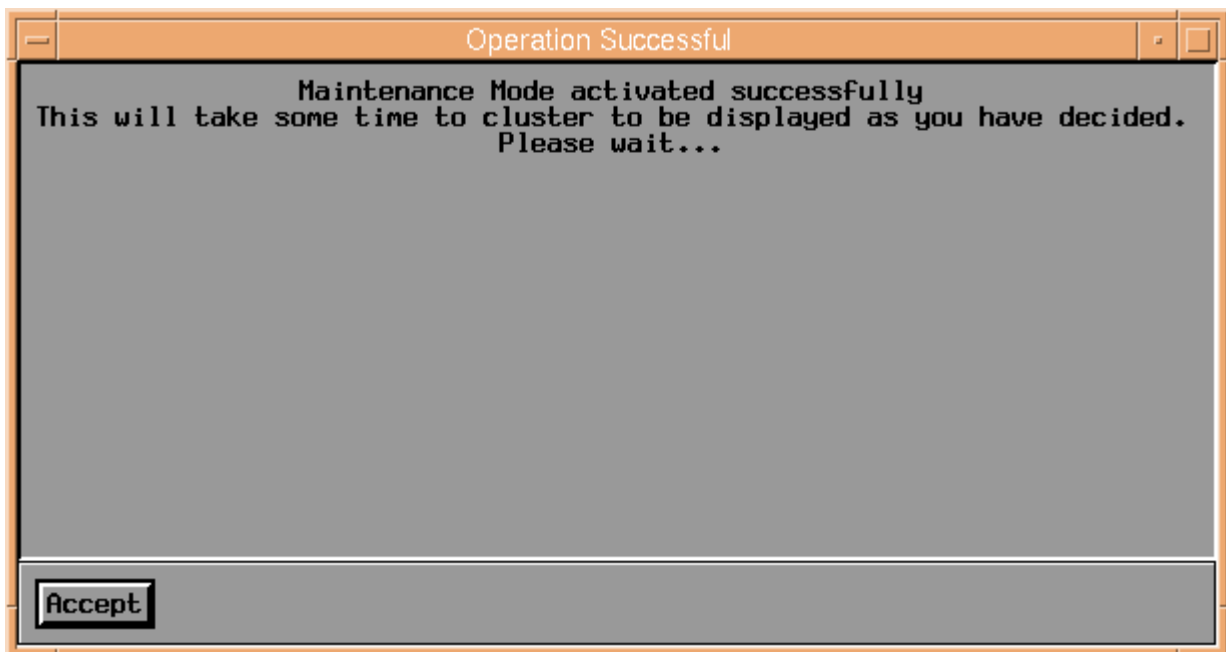 Operation Successful
Maintenance Mode activated successfully
This will take some time to cluster to be displayed as you have decided.
Please wait...
Accept